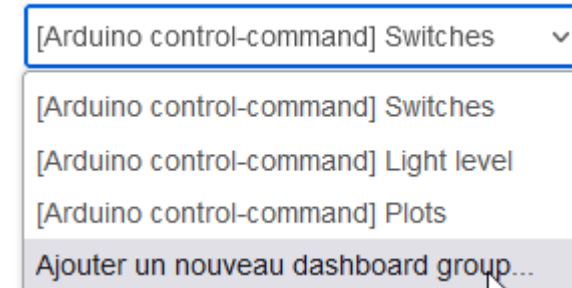 [Arduino control-command] Switches
[Arduino control-command] Switches
[Arduino control-command] Light level
[Arduino control-command] Plots
Ajouter un nouveau dashboard group...